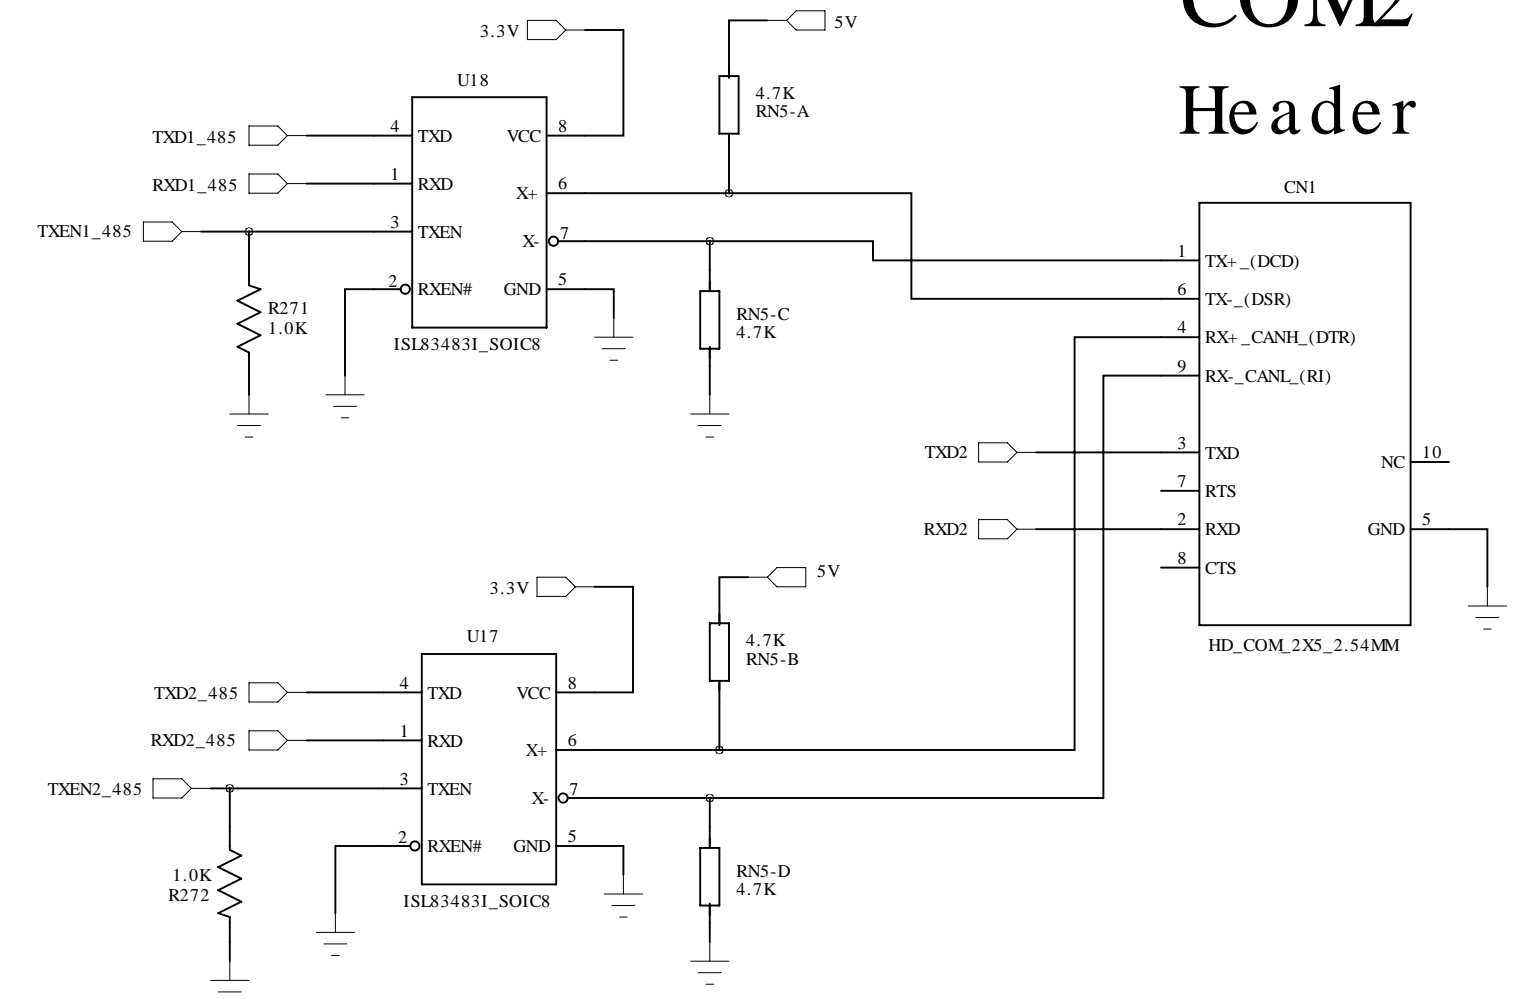 COM2
Header
3.3V
5V
U18
4.7K
RN5-A
TXD1_485
4
TXD
VCC
8
RXD1_485
1
RXD
X+
6
TXEN1_485
3
TXEN
X-
7
2
RXEN#
GND
5
R271
1.0K
ISL83483I_SOIC8
RN5-C
4.7K
CN1
1
TX+_(DCD)
6
TX-_(DSR)
4
RX+_CANH_(DTR)
9
RX-_CANL_(RI)
TXD2
3
TXD
NC
10
7
RTS
RXD2
2
RXD
GND
5
8
CTS
HD_COM_2X5_2.54MM
3.3V
5V
U17
4.7K
RN5-B
TXD2_485
4
TXD
VCC
8
RXD2_485
1
RXD
X+
6
TXEN2_485
3
TXEN
X-
7
2
RXEN#
GND
5
1.0K
R272
ISL83483I_SOIC8
RN5-D
4.7K